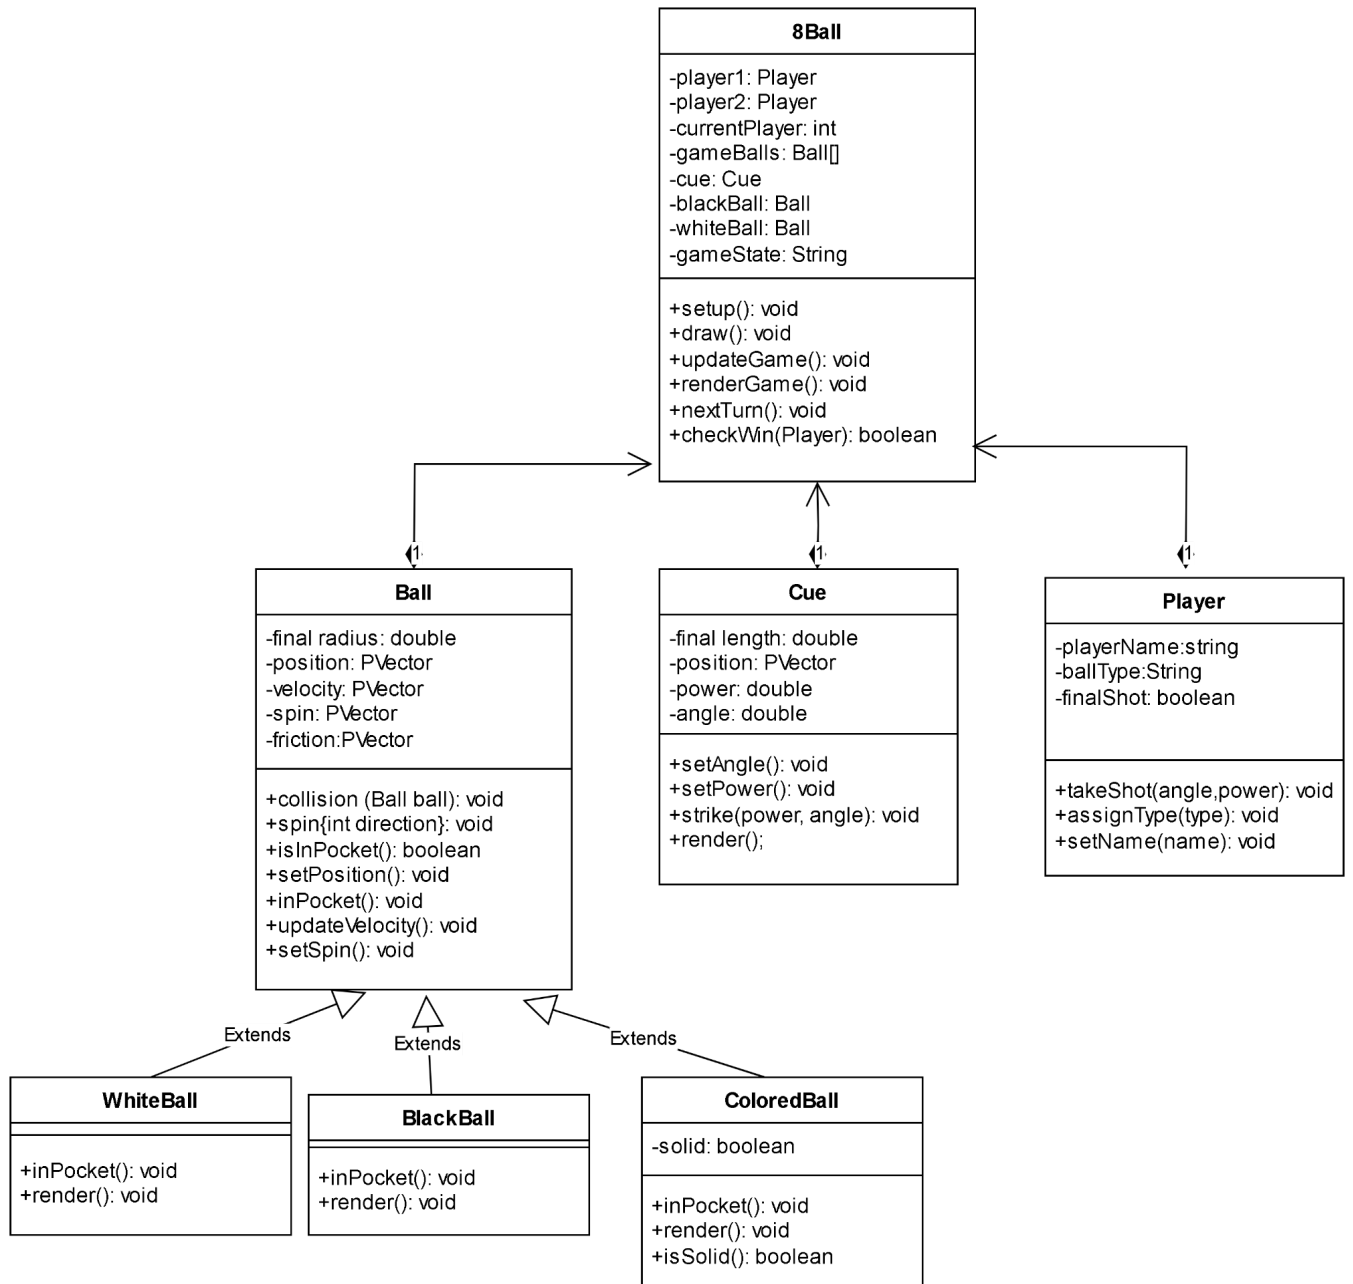 8Ball
-player1: Player
-player2: Player
-currentPlayer: int
-gameBalls: Ball[]
-cue: Cue
-blackBall: Ball
-whiteBall: Ball
-gameState: String
+setup(): void
+draw(): void
+updateGame(): void
+renderGame(): void
+nextTurn(): void
+checkWin(Player): boolean
1
1
1
Ball
-final radius: double
-position: PVector
-velocity: PVector
-spin: PVector
-friction:PVector
+collision (Ball ball): void
+spin{int direction}: void
+isInPocket(): boolean
+setPosition(): void
+inPocket(): void
+updateVelocity(): void
+setSpin(): void
Cue
-final length: double
-position: PVector
-power: double
-angle: double
+setAngle(): void
+setPower(): void
+strike(power, angle): void
+render();
Player
-playerName:string
-ballType:String
-finalShot: boolean
+takeShot(angle,power): void
+assignType(type): void
+setName(name): void
Extends
Extends
Extends
WhiteBall
+inPocket(): void
+render(): void
BlackBall
+inPocket(): void
+render(): void
ColoredBall
-solid: boolean
+inPocket(): void
+render(): void
+isSolid(): boolean